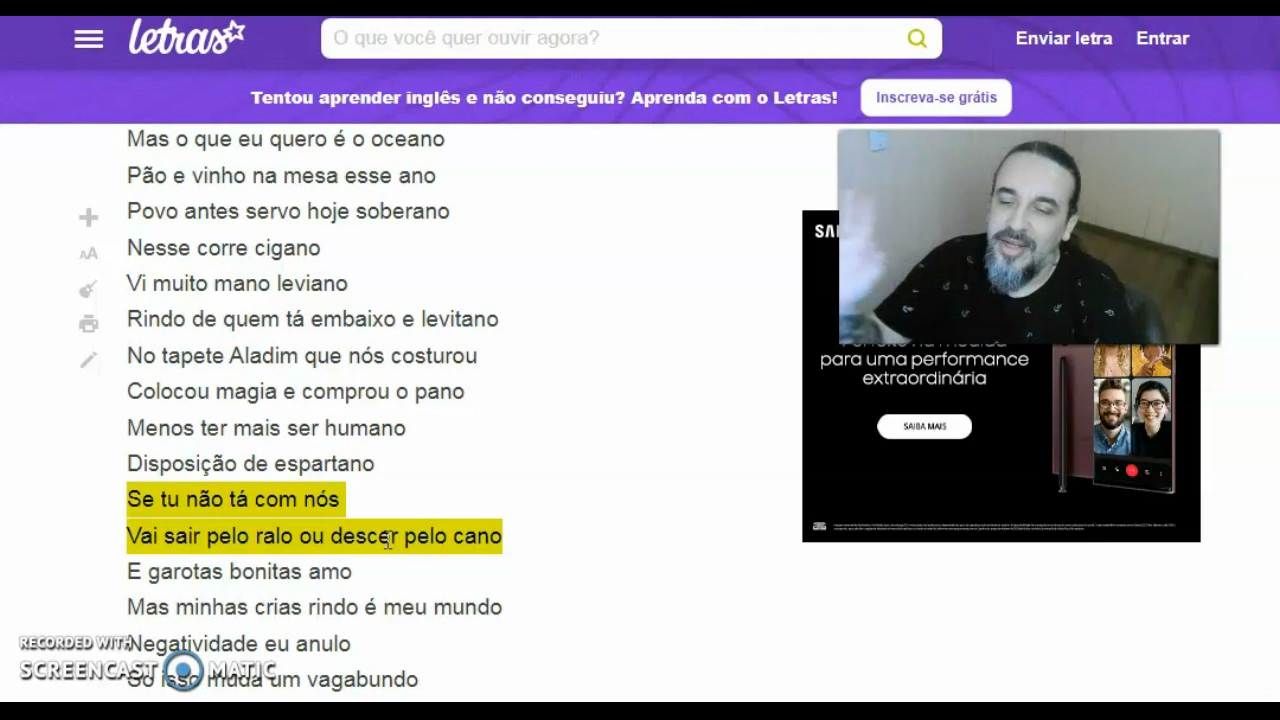 letras
O que você quer ouvir agora?
Enviar letra
Entrar
Tentou aprender inglês e não conseguiu? Aprenda com o Letras!
Inscreva-se grátis
Mas o que eu quero é o oceano
Pão e vinho na mesa esse ano
Povo antes servo hoje soberano
Nesse corre cigano
Vi muito mano leviano
Rindo de quem tá embaixo e levitano
No tapete Aladim que nós costurou
Colocou magia e comprou o pano
Menos ter mais ser humano
Disposição de espartano
Se tu não tá com nós
Vai sair pelo ralo ou descer pelo cano
E garotas bonitas amo
Mas minhas crias rindo é meu mundo
Negatividade eu anulo
Só isso muda um vagabundo
AA
para uma performance
extraordinária
SAIBA MAIS
RECORDED WITH
SCREENCAST MATIC